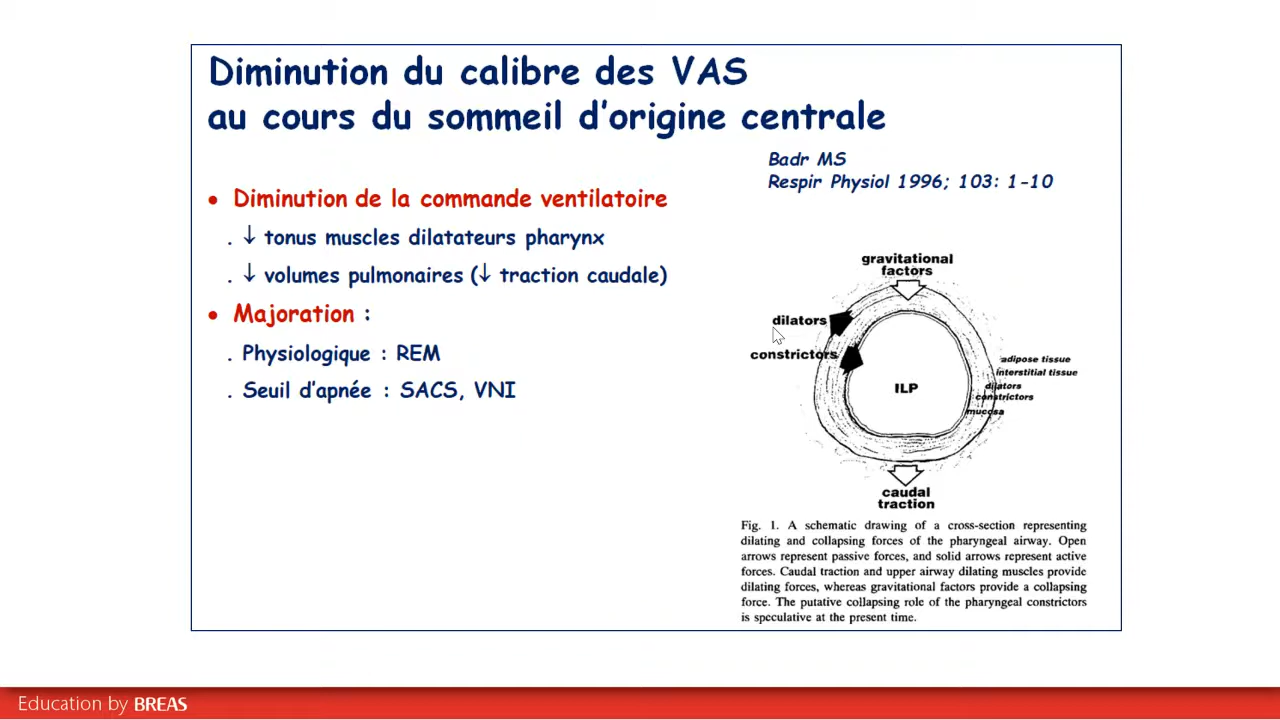 Diminution du calibre des VAS
au cours du sommeil d'origine centrale
Badr MS
Respir Physiol 1996; 103: 1-10
• Diminution de la commande ventilatoire
. ↓ tonus muscles dilatateurs pharynx
. ↓ volumes pulmonaires (↓ traction caudale)
• Majoration :
. Physiologique : REM
. Seuil d'apnée : SACS, VNI
gravitational
factors
dilators
constrictors
ILP
adipose tissue
interstitial tissue
dilators
constrictors
mucosa
caudal
traction
Fig. 1. A schematic drawing of a cross-section representing
dilating and collapsing forces of the pharyngeal airway. Open
arrows represent passive forces, and solid arrows represent active
forces. Caudal traction and upper airway dilating muscles provide
dilating forces, whereas gravitational factors provide a collapsing
force. The putative collapsing role of the pharyngeal constrictors
is speculative at the present time.
Education by BREAS